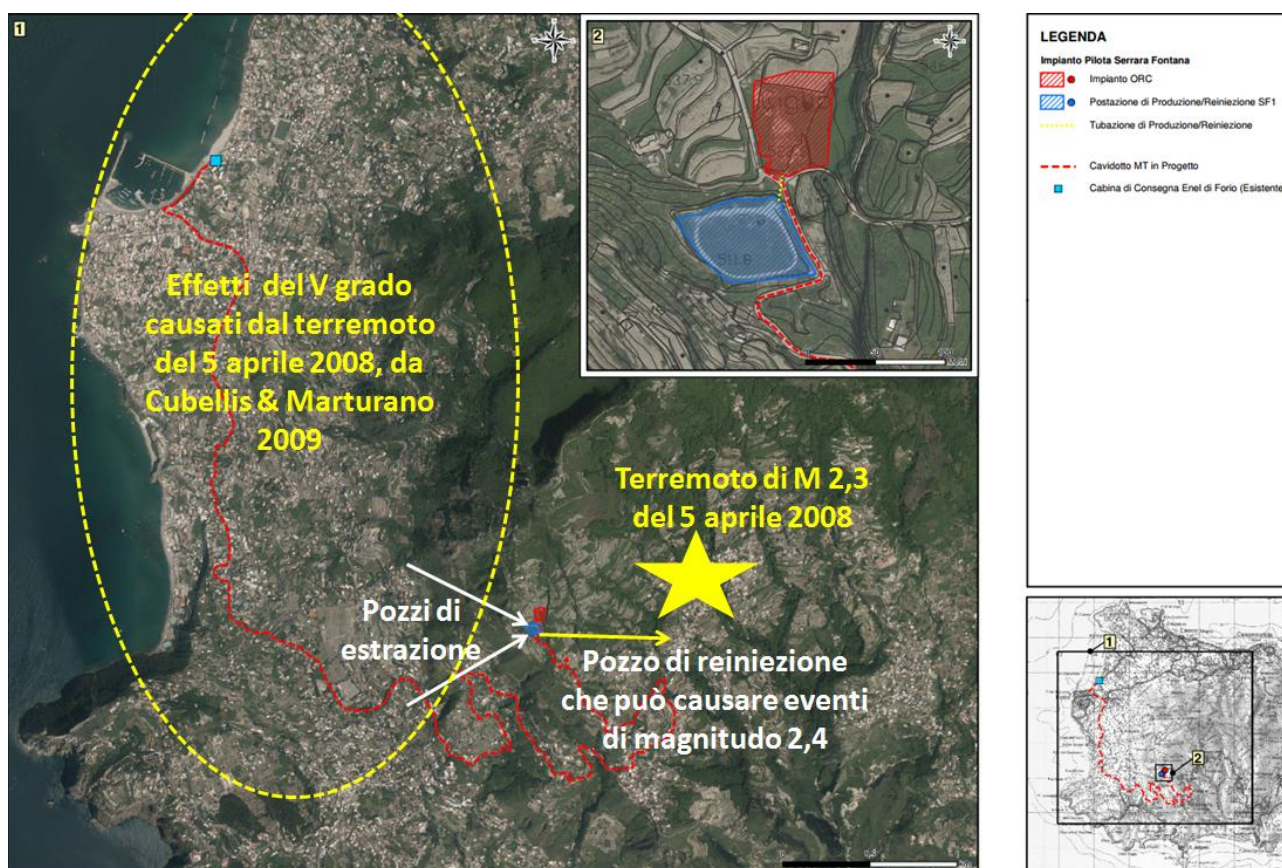 1
Effetti del V grado
causati dal terremoto
del 5 aprile 2008, da
Cubellis & Marturano
2009
Pozzi di
estrazione
Terremoto di M 2,3
del 5 aprile 2008
Pozzo di reiniezione
che può causare eventi
di magnitudo 2,4
2
511.8
LEGENDA
Impianto Pilota Serrara Fontana
Impianto ORC
Postazione di Produzione/Reiniezione SF1
Tubazione di Produzione/Reiniezione
Cavidotto MT in Progetto
Cabina di Consegna Enel di Forio (Esistente
1
2